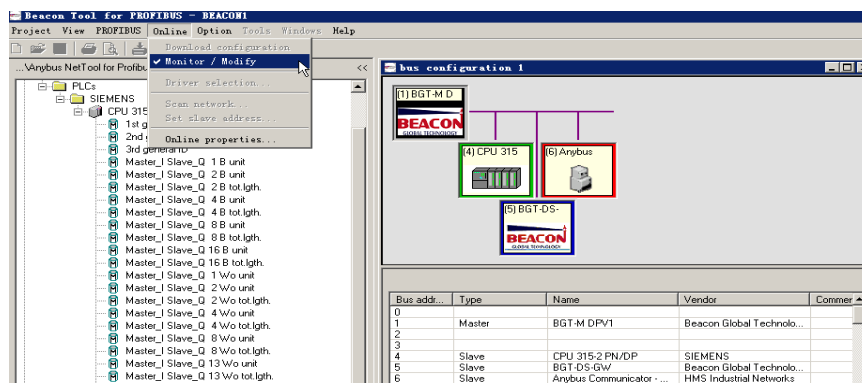 Beacon Tool for PROFIBUS - BEACON1
Project View PROFIBUS Online Option Tools Windows Help
Download configuration
Monitor / Modify
Driver selection...
Scan network...
Set slave address...
Online properties...
...\Anybus NetTool for Profibu
<<
PLCs
SIEMENS
CPU 315
1st g
2nd g
3rd general ID
Master_I Slave_Q 1 B unit
Master_I Slave_Q 2 B unit
Master_I Slave_Q 2 B tot.lgth.
Master_I Slave_Q 4 B unit
Master_I Slave_Q 4 B tot.lgth.
Master_I Slave_Q 8 B unit
Master_I Slave_Q 8 B tot.lgth.
Master_I Slave_Q 16 B unit
Master_I Slave_Q 16 B tot.lgth.
Master_I Slave_Q 1 Wo unit
Master_I Slave_Q 2 Wo unit
Master_I Slave_Q 2 Wo tot.lgth.
Master_I Slave_Q 4 Wo unit
Master_I Slave_Q 4 Wo tot.lgth.
Master_I Slave_Q 8 Wo unit
Master_I Slave_Q 8 Wo tot.lgth.
Master_I Slave_Q 13 Wo unit
Master_I Slave_Q 13 Wo tot.lgth.
bus configuration 1
(1) BGT-M D
BEACON
GLOBAL TECHNOLOGY
(4) CPU 315
(6) Anybus
(5) BGT-DS-
BEACON
GLOBAL TECHNOLOGY
Bus addr... Type Name Vendor Commer
0
1 Master BGT-M DPV1 Beacon Global Technolo...
2
3
4 Slave CPU 315-2 PN/DP SIEMENS
5 Slave BGT-DS-GW Beacon Global Technolo...
6 Slave Anybus Communicator - ... HMS Industrial Networks